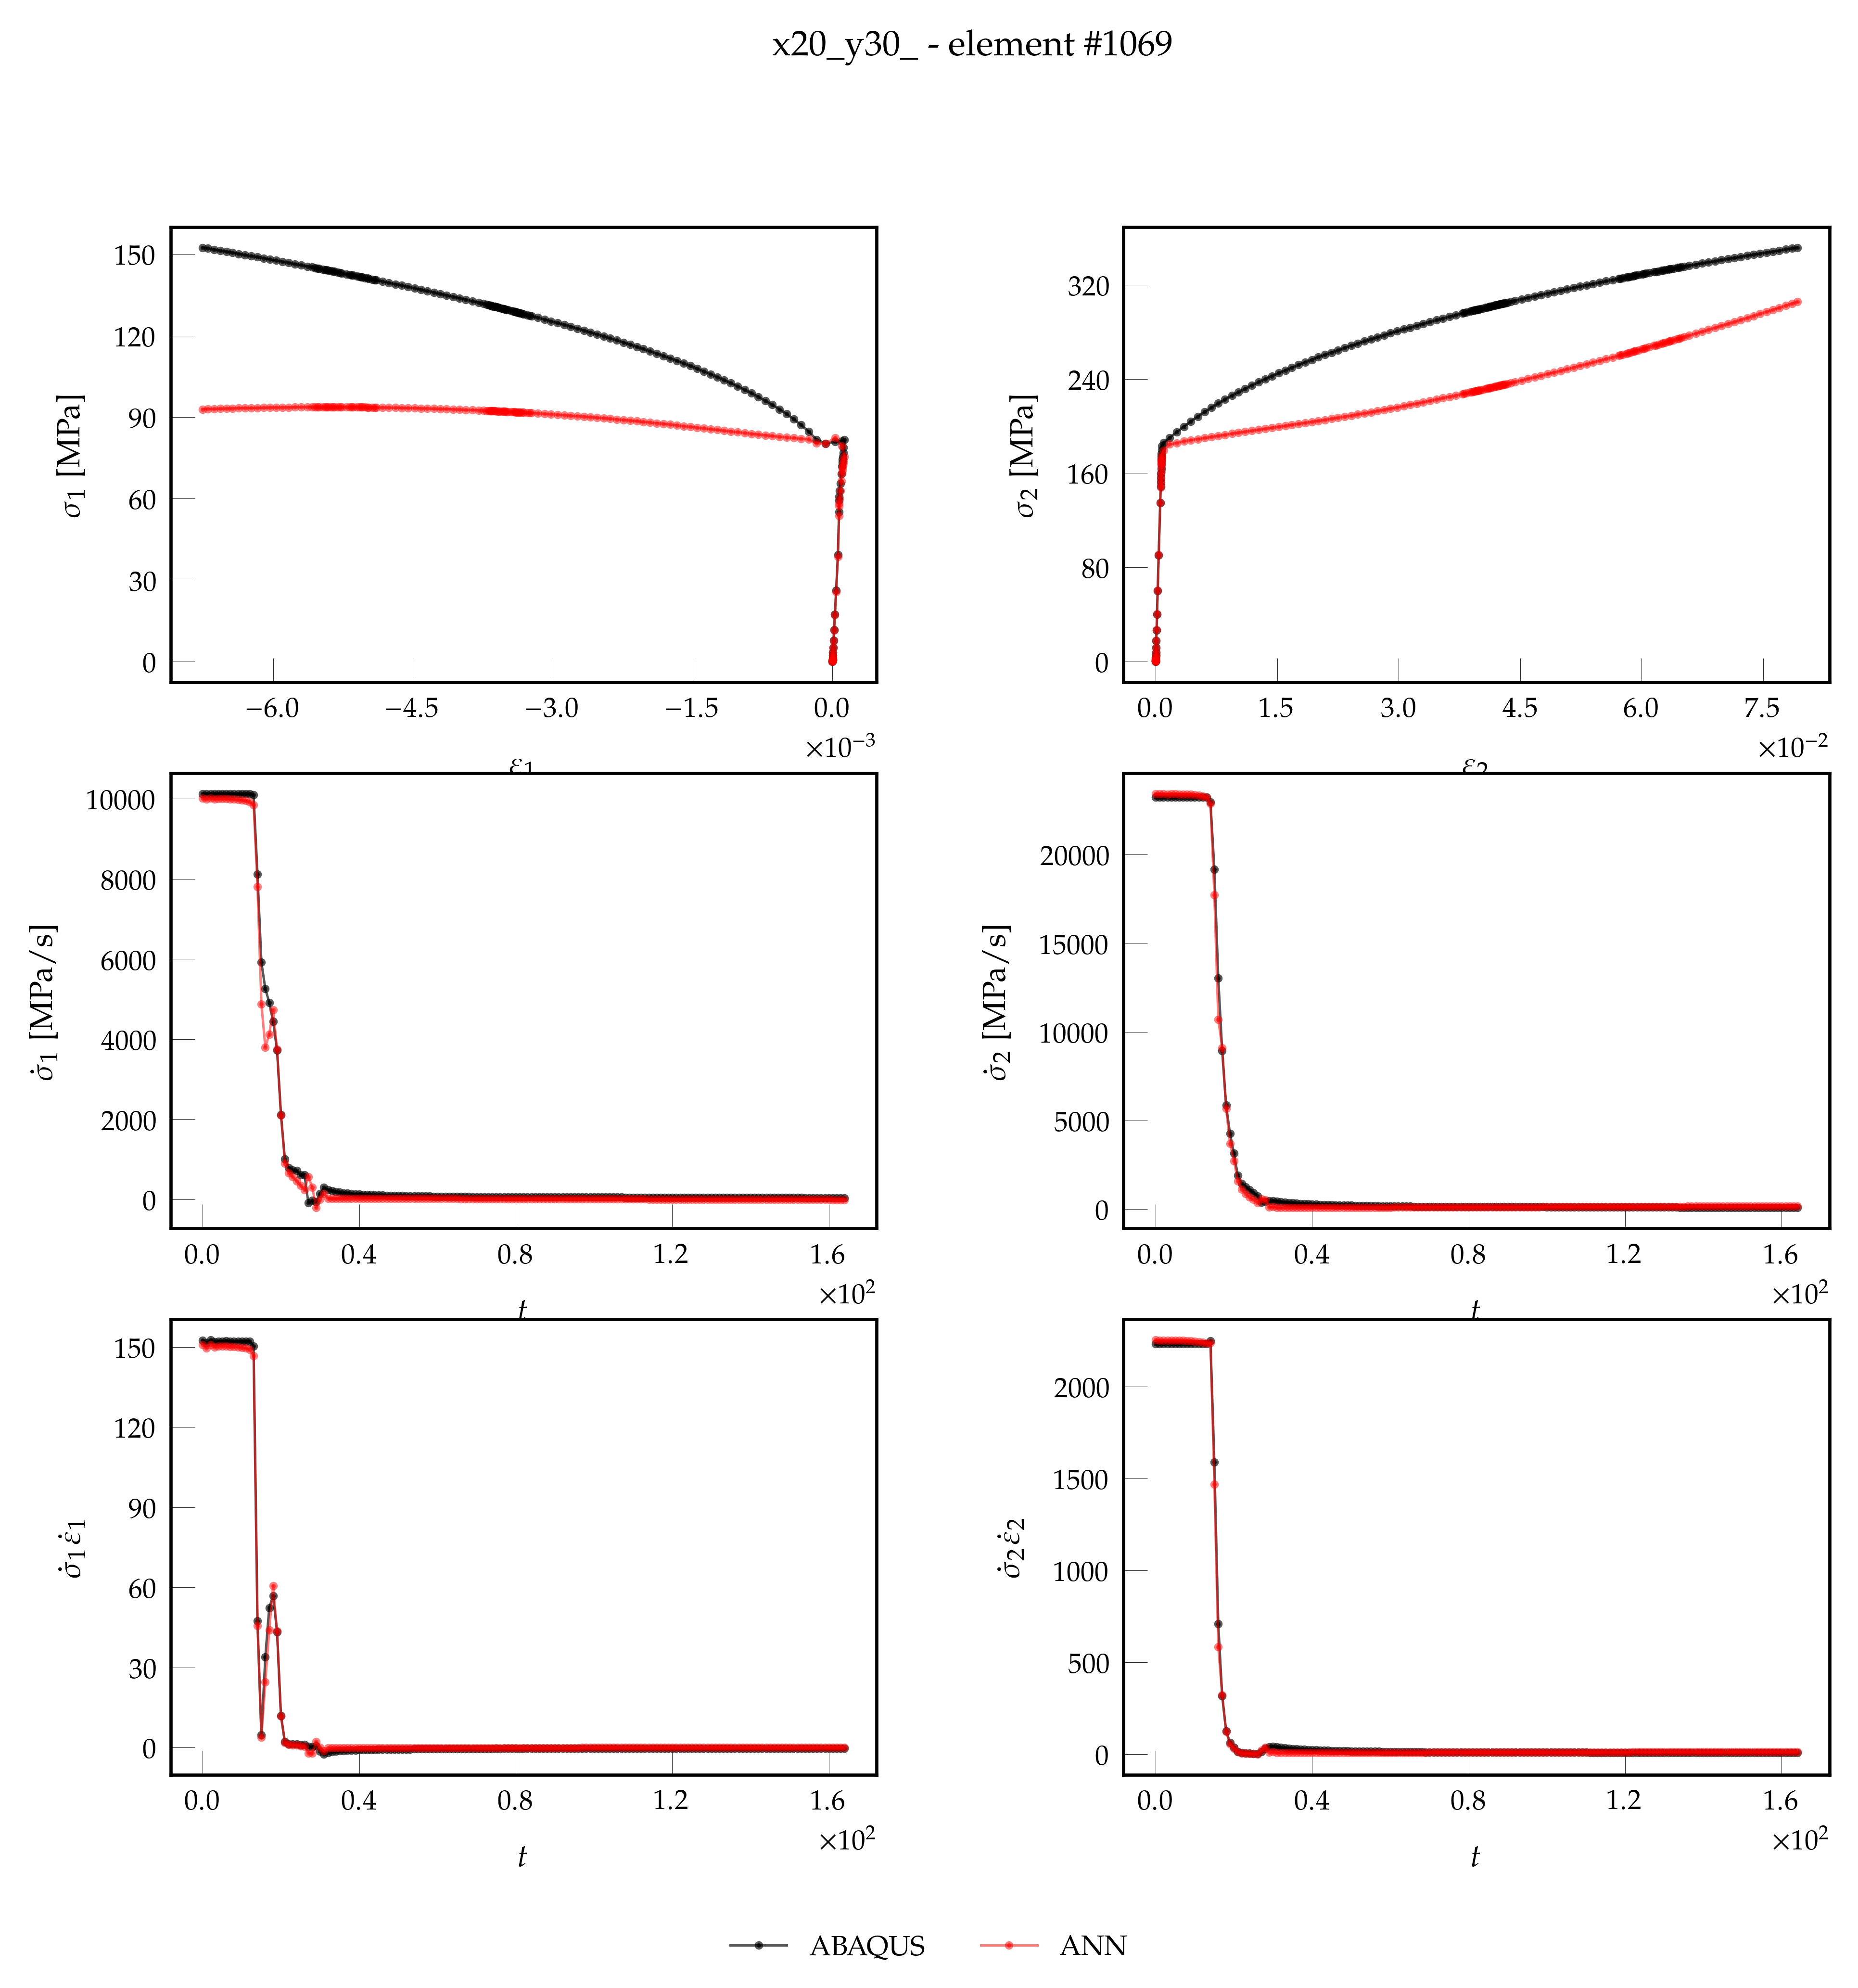 x20_y30_ - element #1069
σ₁ [MPa]
150
120
90
60
30
0
−6.0 −4.5 −3.0 −1.5 0.0
×10⁻³
ε₁
σ₂ [MPa]
320
240
160
80
0
0.0 1.5 3.0 4.5 6.0 7.5
×10⁻²
ε₂
σ̇₁ [MPa/s]
10000
8000
6000
4000
2000
0
0.0 0.4 0.8 1.2 1.6
×10²
t
σ̇₂ [MPa/s]
20000
15000
10000
5000
0
0.0 0.4 0.8 1.2 1.6
×10²
t
σ̇₁ε̇₁
150
120
90
60
30
0
0.0 0.4 0.8 1.2 1.6
×10²
t
σ̇₂ε̇₂
2000
1500
1000
500
0
0.0 0.4 0.8 1.2 1.6
×10²
t
ABAQUS ANN